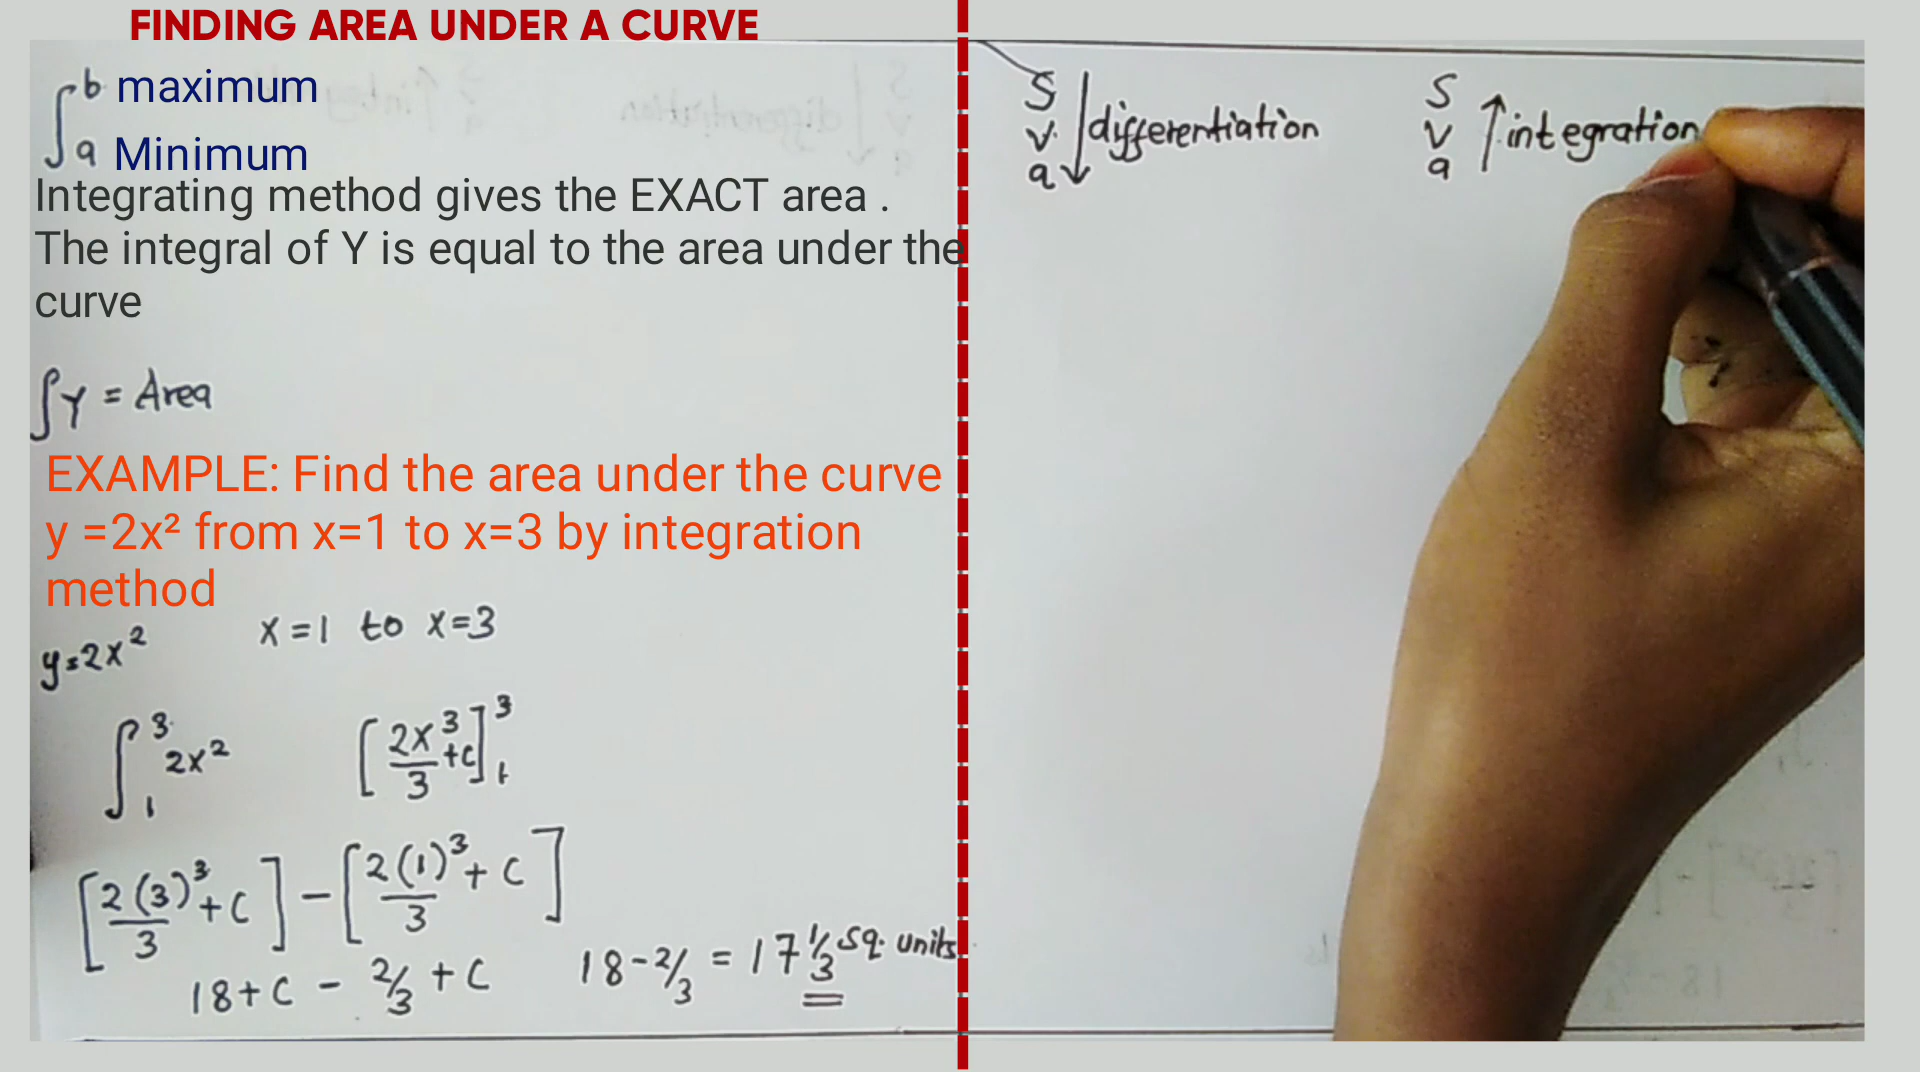 FINDING AREA UNDER A CURVE
∫ b maximum
a Minimum
Integrating method gives the EXACT area .
The integral of Y is equal to the area under the
curve
∫Y = Area
EXAMPLE: Find the area under the curve
y =2x² from x=1 to x=3 by integration
method
y=2x² x=1 to x=3
∫₁³ 2x² [2x³/3 +c]₁³
[2(3)³/3 +c] - [2(1)³/3 + c]
18+c - 2/3 + c 18-2/3 = 17 1/3 sq. units
S
v
a
differentiation
S
v
a
integration